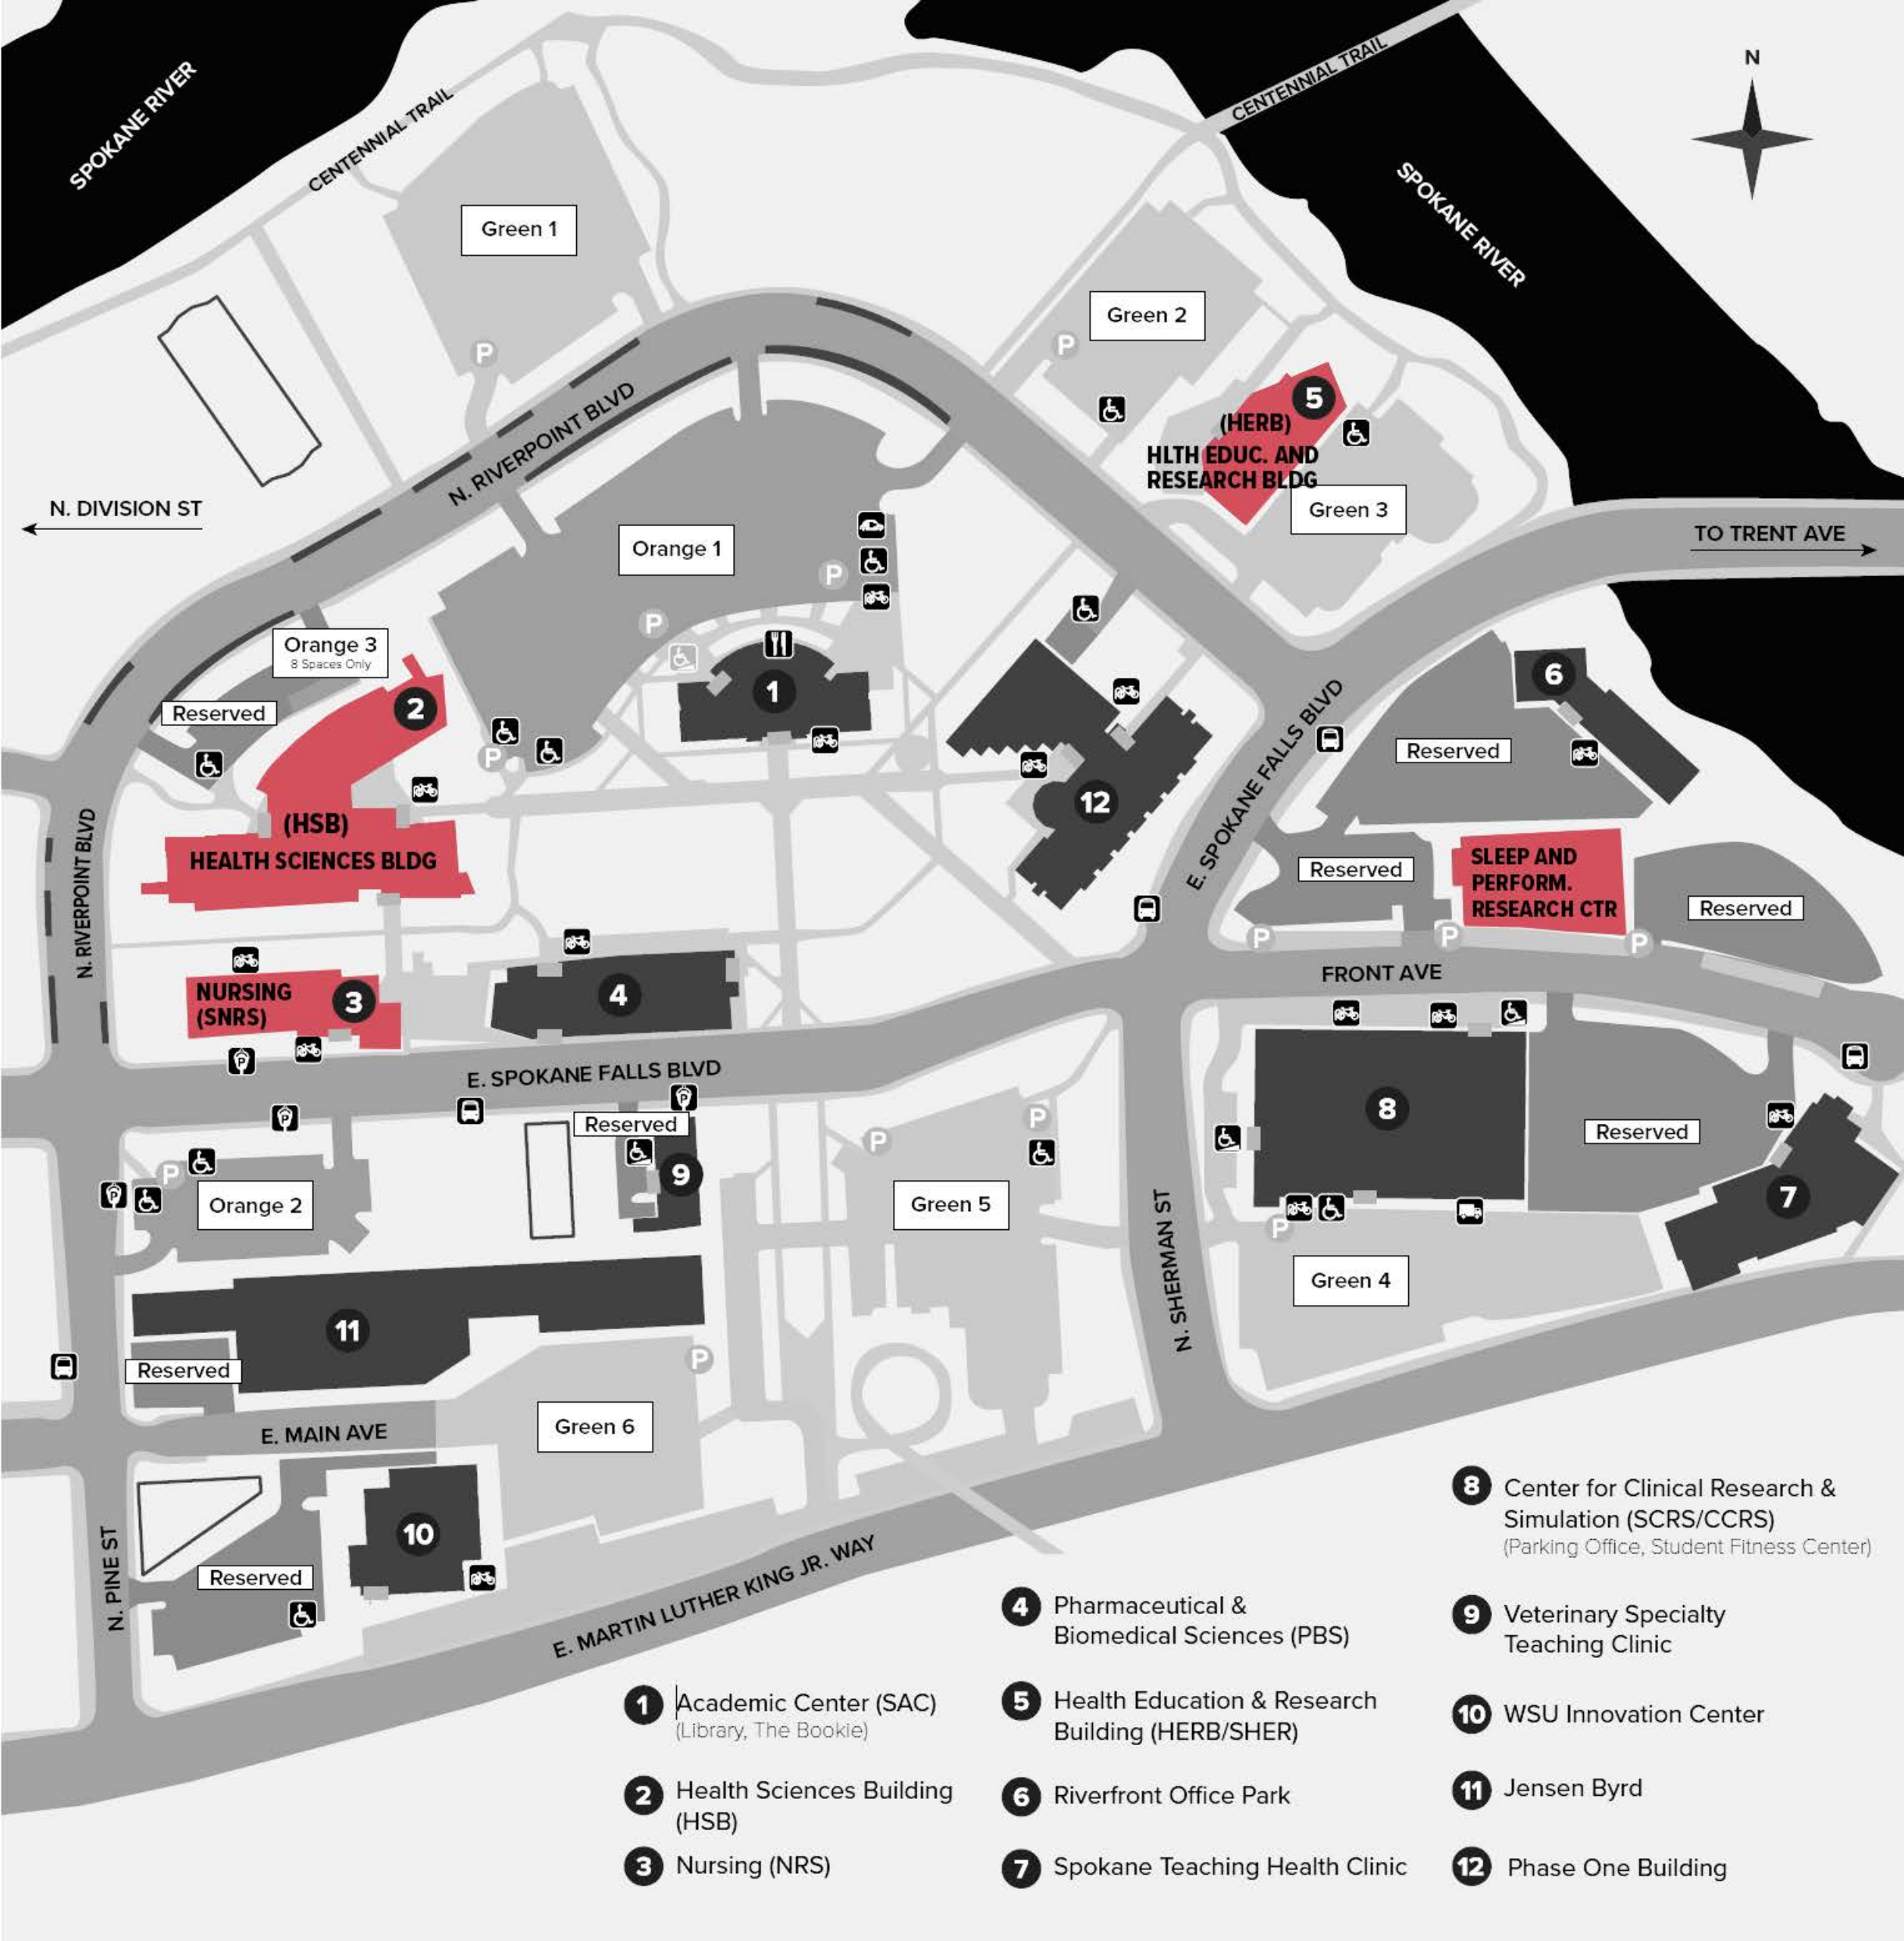 N
SPOKANE RIVER
CENTENNIAL TRAIL
CENTENNIAL TRAIL
SPOKANE RIVER
Green 1
Green 2
P
P
5
(HERB)
HLTH EDUC. AND
RESEARCH BLDG
Green 3
N. RIVERPOINT BLVD
N. DIVISION ST
TO TRENT AVE
Orange 1
P
P
Orange 3
8 Spaces Only
Reserved
2
1
P
6
Reserved
E. SPOKANE FALLS BLVD
12
(HSB)
HEALTH SCIENCES BLDG
N. RIVERPOINT BLVD
Reserved
SLEEP AND
PERFORM.
RESEARCH CTR
Reserved
P
P
P
FRONT AVE
NURSING
(SNRS)
3
4
P
E. SPOKANE FALLS BLVD
P
P
Reserved
9
P
P
8
Reserved
7
P
P
Orange 2
Green 5
P
Green 4
N. SHERMAN ST
11
Reserved
P
E. MAIN AVE
Green 6
10
Reserved
N. PINE ST
E. MARTIN LUTHER KING JR. WAY
1 Academic Center (SAC)
(Library, The Bookie)
2 Health Sciences Building
(HSB)
3 Nursing (NRS)
4 Pharmaceutical &
Biomedical Sciences (PBS)
5 Health Education & Research
Building (HERB/SHER)
6 Riverfront Office Park
7 Spokane Teaching Health Clinic
8 Center for Clinical Research &
Simulation (SCRS/CCRS)
(Parking Office, Student Fitness Center)
9 Veterinary Specialty
Teaching Clinic
10 WSU Innovation Center
11 Jensen Byrd
12 Phase One Building